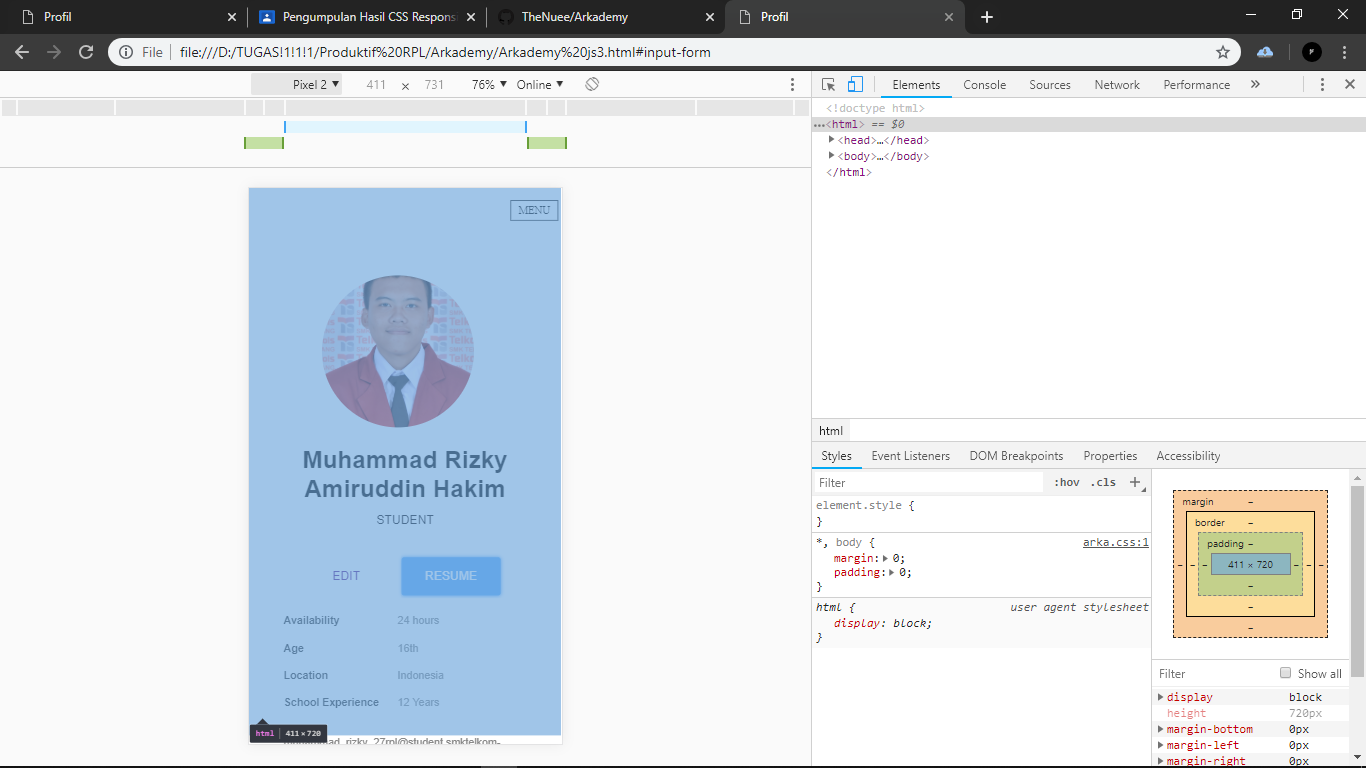 Profil
Pengumpulan Hasil CSS Respons
TheNuee/Arkademy
Profil
File
file:///D:/TUGAS!1!1!1/Produktif%20RPL/Arkademy/Arkademy%20js3.html#input-form
Pixel 2 411 × 731 76% Online
Elements Console Sources Network Performance
<!doctype html>
…<html> == $0
<head>…</head>
<body>…</body>
</html>
MENU
Telk
Muhammad Rizky
Amiruddin Hakim
STUDENT
EDIT RESUME
Availability 24 hours
Age 16th
Location Indonesia
School Experience 12 Years
html 411×720
muhammad_rizky_27rpl@student.smktelkom-
html
Styles Event Listeners DOM Breakpoints Properties Accessibility
Filter :hov .cls +
element.style {
}
*, body { arka.css:1
margin: 0;
padding: 0;
}
html { user agent stylesheet
display: block;
}
margin –
border –
padding –
– – – 411 × 720 – – –
–
–
–
Filter Show all
display block
height 720px
margin-bottom 0px
margin-left 0px
margin-right 0px